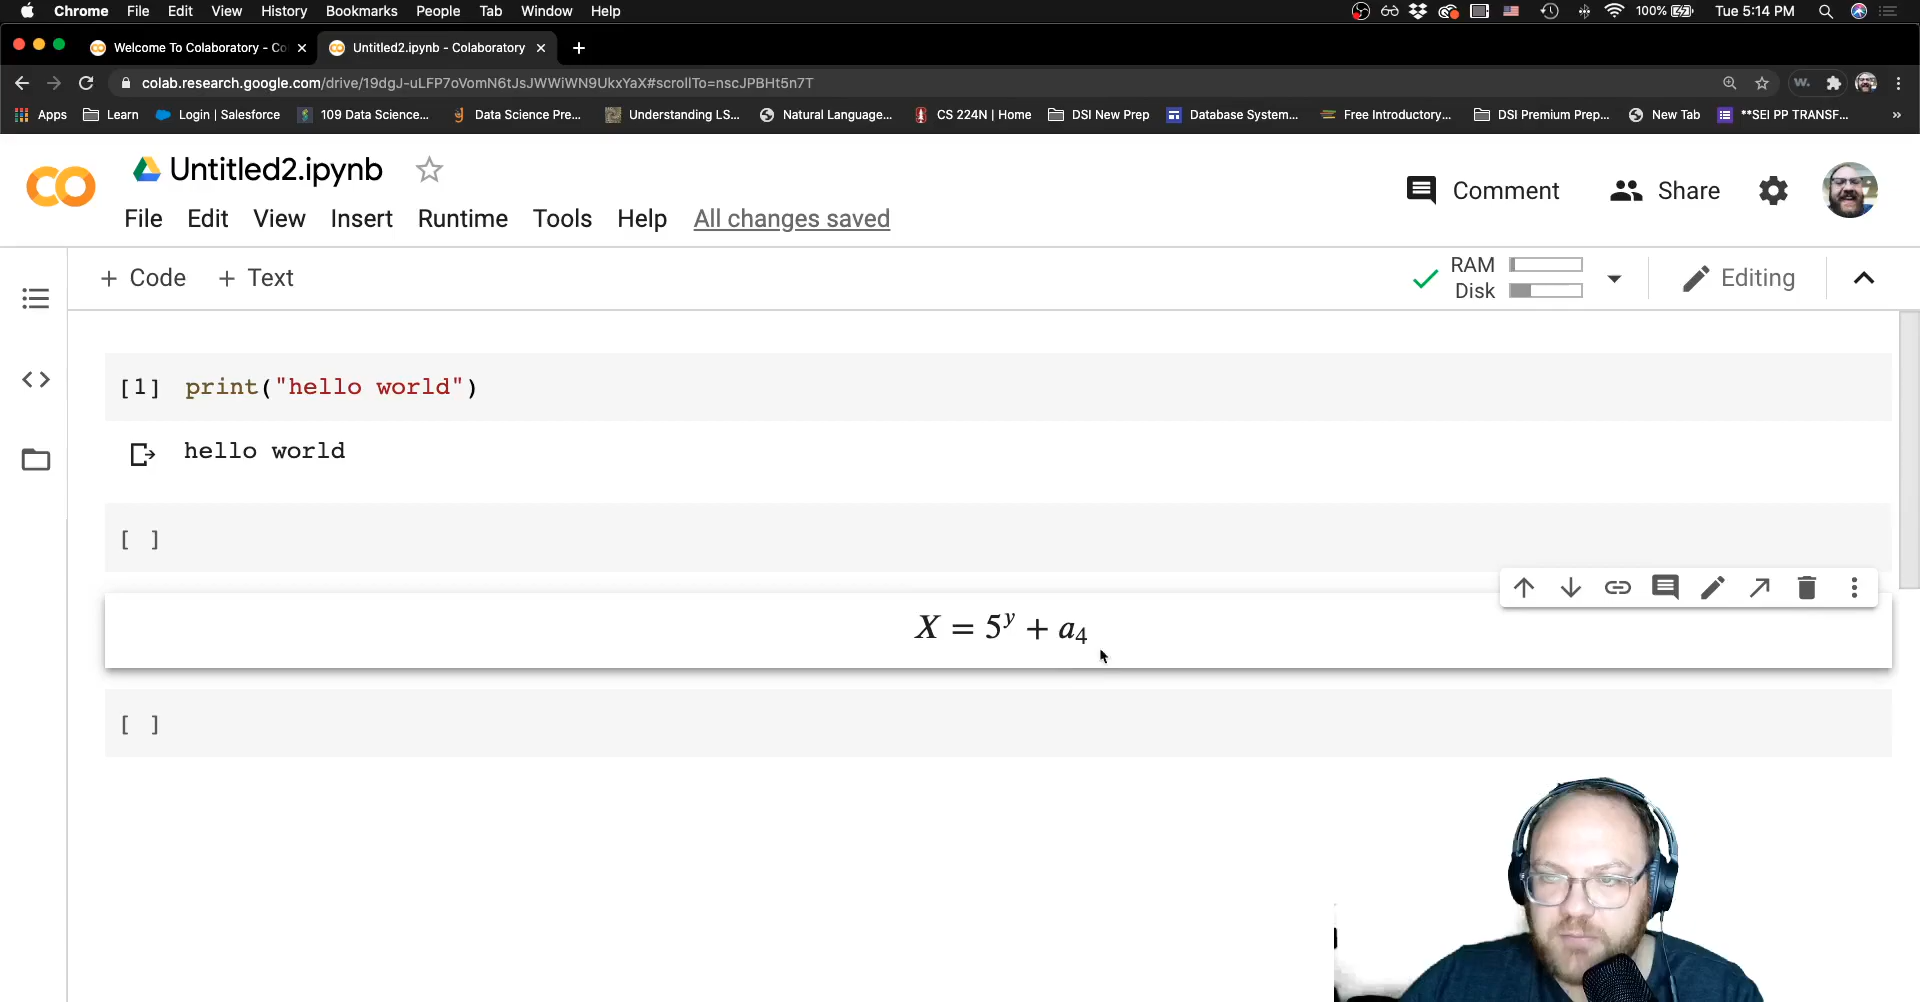 Chrome File Edit View History Bookmarks People Tab Window Help 100% Tue 5:14 PM
Welcome To Colaboratory - Co Untitled2.ipynb - Colaboratory
colab.research.google.com/drive/19dgJ-uLFP7oVomN6tJsJWWiWN9UkxYaX#scrollTo=nscJPBHt5n7T
Apps Learn Login | Salesforce 109 Data Science... Data Science Pre... Understanding LS... Natural Language... CS 224N | Home DSI New Prep Database System... Free Introductory... DSI Premium Prep... New Tab **SEI PP TRANSF... »
Untitled2.ipynb
Comment Share
File Edit View Insert Runtime Tools Help All changes saved
+ Code + Text RAM Editing
Disk
[1] print("hello world")
hello world
[ ]
X = 5^y + a_4
[ ]